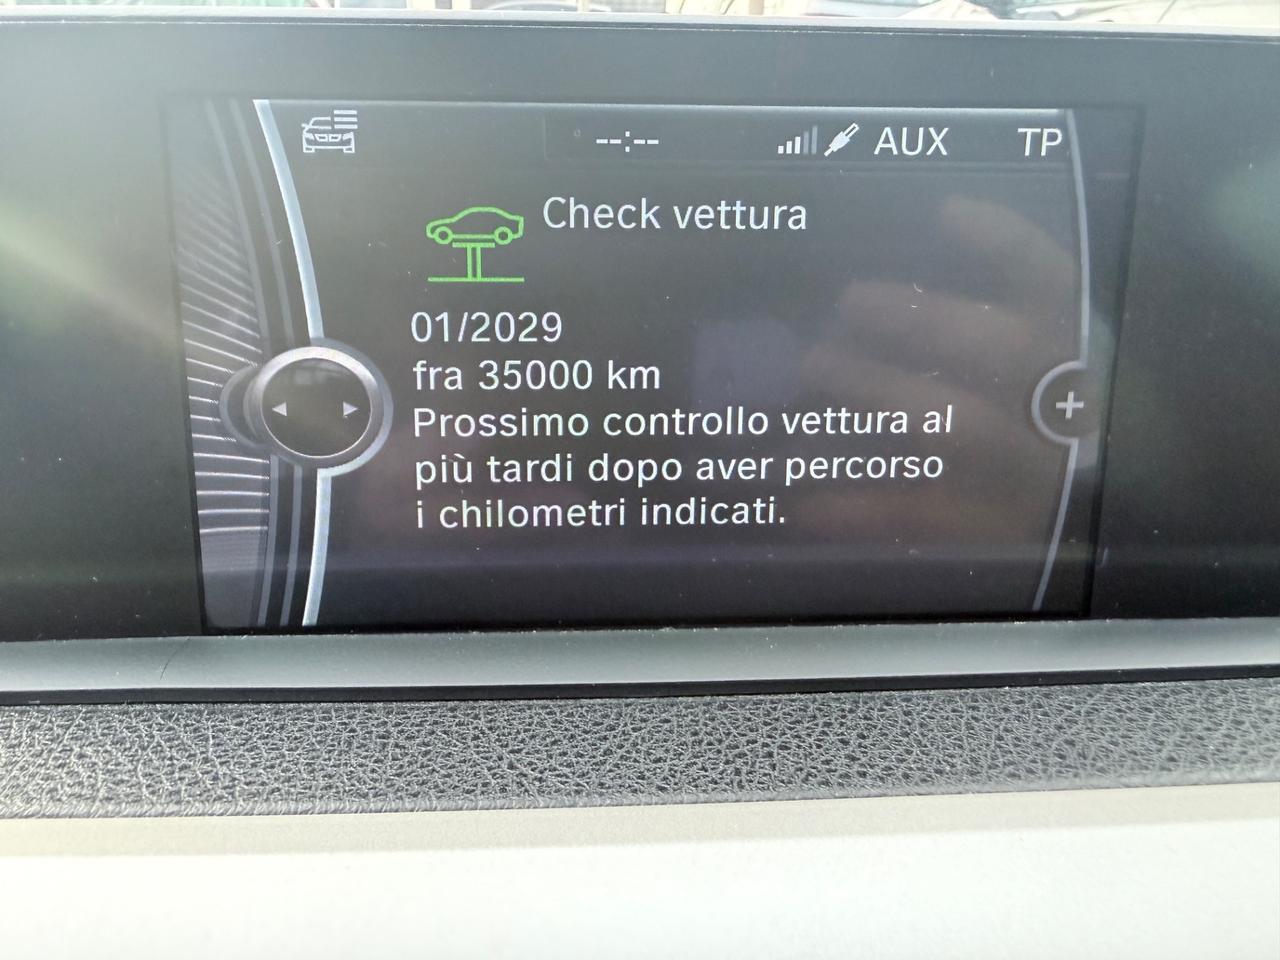 --:-- AUX TP
Check vettura
01/2029
fra 35000 km
Prossimo controllo vettura al
più tardi dopo aver percorso
i chilometri indicati.
+